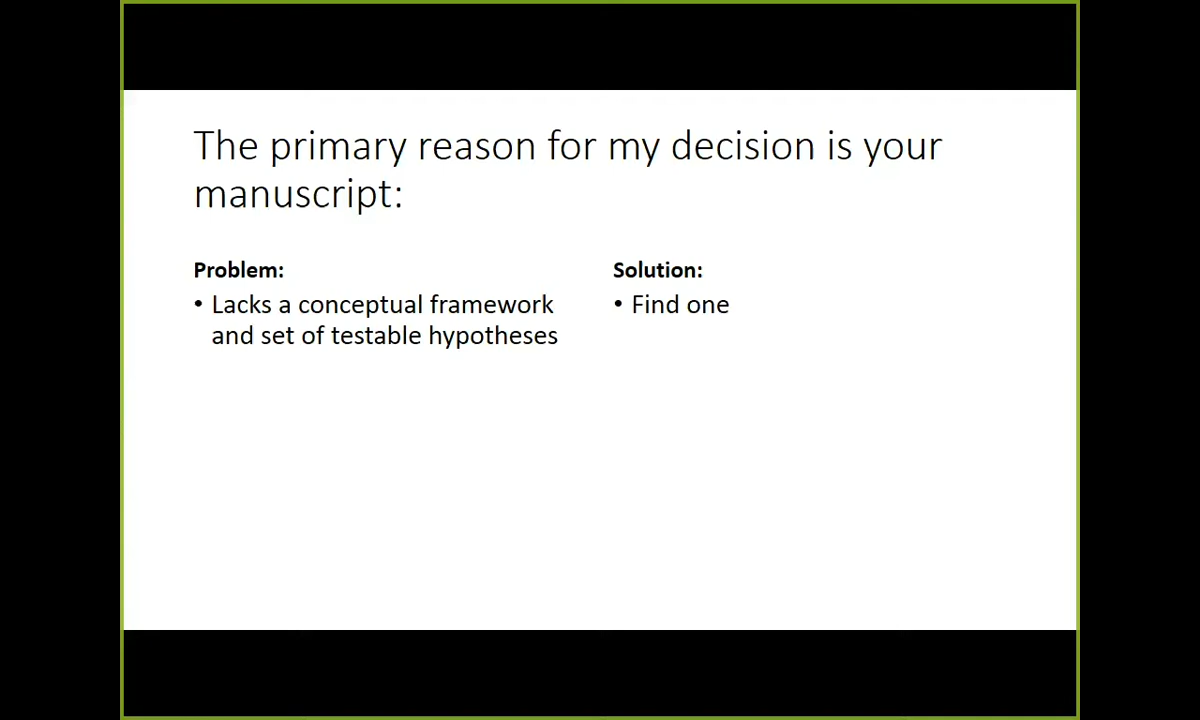 The primary reason for my decision is your
manuscript:
Problem:
• Lacks a conceptual framework
and set of testable hypotheses
Solution:
• Find one